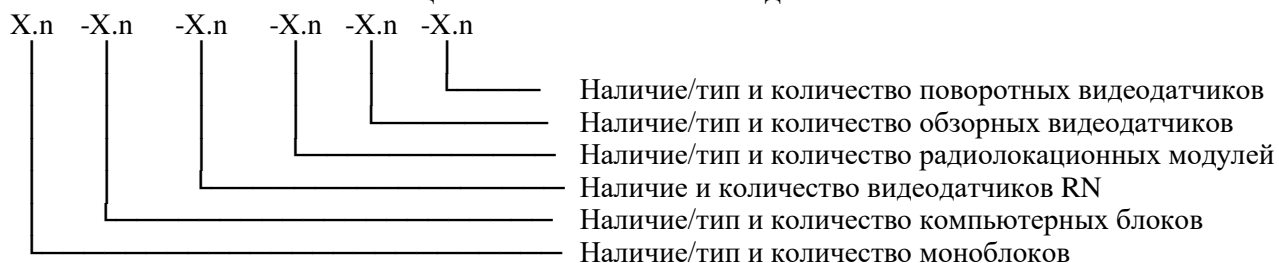 X.n -X.n -X.n -X.n -X.n -X.n
Наличие/тип и количество поворотных видеодатчиков
Наличие/тип и количество обзорных видеодатчиков
Наличие/тип и количество радиолокационных модулей
Наличие и количество видеодатчиков RN
Наличие/тип и количество компьютерных блоков
Наличие/тип и количество моноблоков